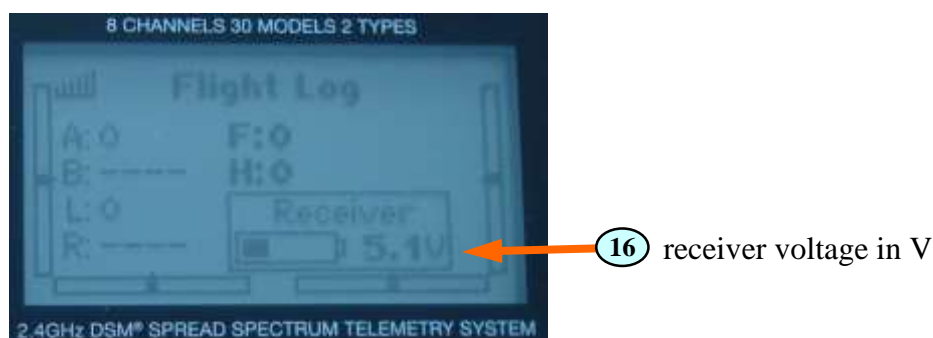 8 CHANNELS 30 MODELS 2 TYPES
Flight Log
A: 0 F: 0
B: ---- H: 0
L: 0 Receiver
R: ---- 5.1V
16 receiver voltage in V
2.4GHz DSM® SPREAD SPECTRUM TELEMETRY SYSTEM